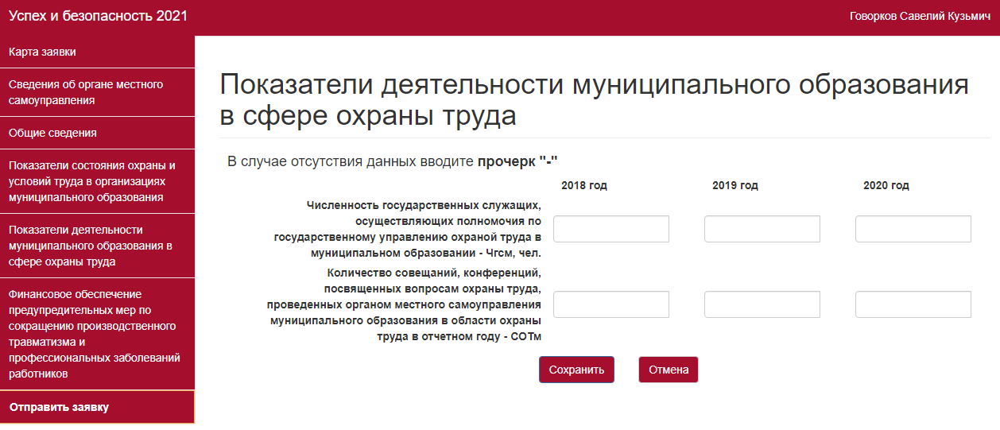 Успех и безопасность 2021
Говорков Савелий Кузьмич
Карта заявки
Сведения об органе местного
самоуправления
Общие сведения
Показатели состояния охраны и
условий труда в организациях
муниципального образования
Показатели деятельности
муниципального образования в
сфере охраны труда
Финансовое обеспечение
предупредительных мер по
сокращению производственного
травматизма и
профессиональных заболеваний
работников
Отправить заявку
Показатели деятельности муниципального образования
в сфере охраны труда
В случае отсутствия данных вводите прочерк "-"
2018 год 2019 год 2020 год
Численность государственных служащих,
осуществляющих полномочия по
государственному управлению охраной труда в
муниципальном образовании - Чгсм, чел.
Количество совещаний, конференций,
посвященных вопросам охраны труда,
проведенных органом местного самоуправления
муниципального образования в области охраны
труда в отчетном году - СОТм
Сохранить Отмена